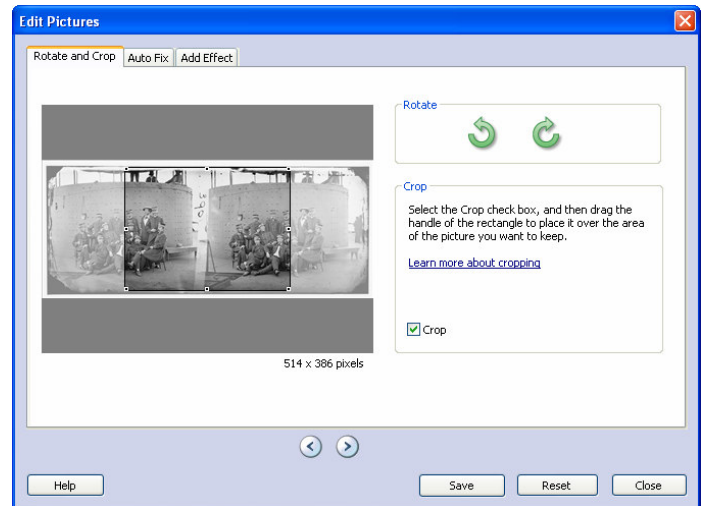 Edit Pictures
Rotate and Crop Auto Fix Add Effect
Rotate
Crop
Select the Crop check box, and then drag the
handle of the rectangle to place it over the area
of the picture you want to keep.
Learn more about cropping
Crop
514 x 386 pixels
Help Save Reset Close